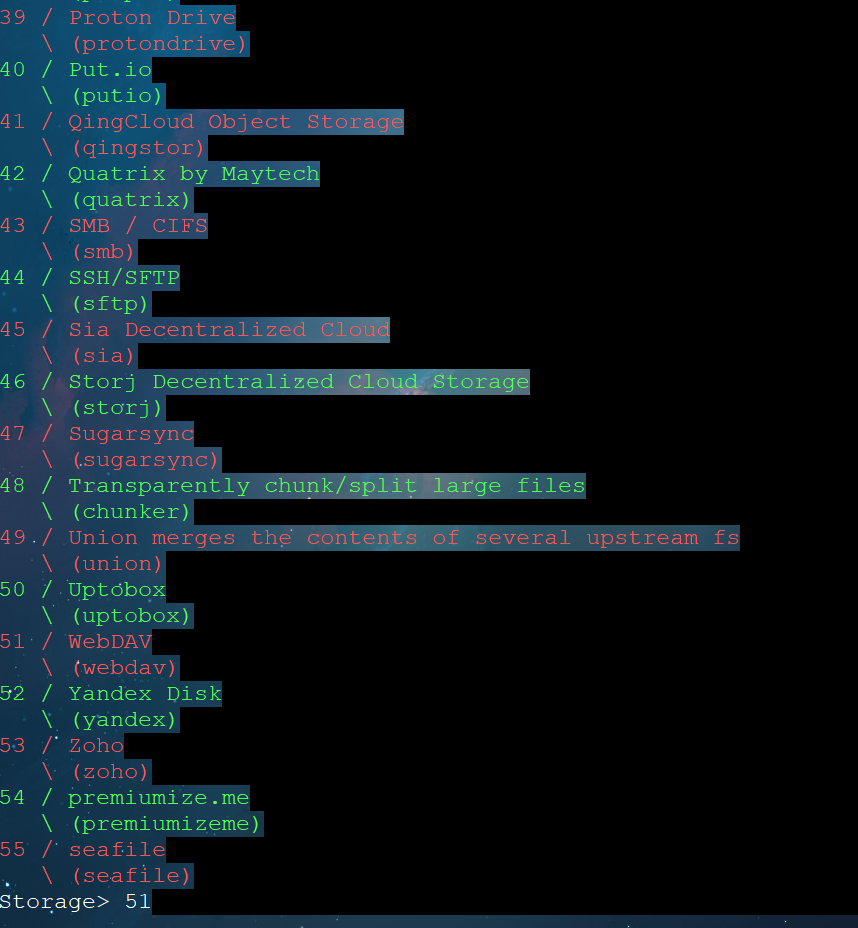 39 / Proton Drive
\ (protondrive)
40 / Put.io
\ (putio)
41 / QingCloud Object Storage
\ (qingstor)
42 / Quatrix by Maytech
\ (quatrix)
43 / SMB / CIFS
\ (smb)
44 / SSH/SFTP
\ (sftp)
45 / Sia Decentralized Cloud
\ (sia)
46 / Storj Decentralized Cloud Storage
\ (storj)
47 / Sugarsync
\ (sugarsync)
48 / Transparently chunk/split large files
\ (chunker)
49 / Union merges the contents of several upstream fs
\ (union)
50 / Uptobox
\ (uptobox)
51 / WebDAV
\ (webdav)
52 / Yandex Disk
\ (yandex)
53 / Zoho
\ (zoho)
54 / premiumize.me
\ (premiumizeme)
55 / seafile
\ (seafile)
Storage> 51